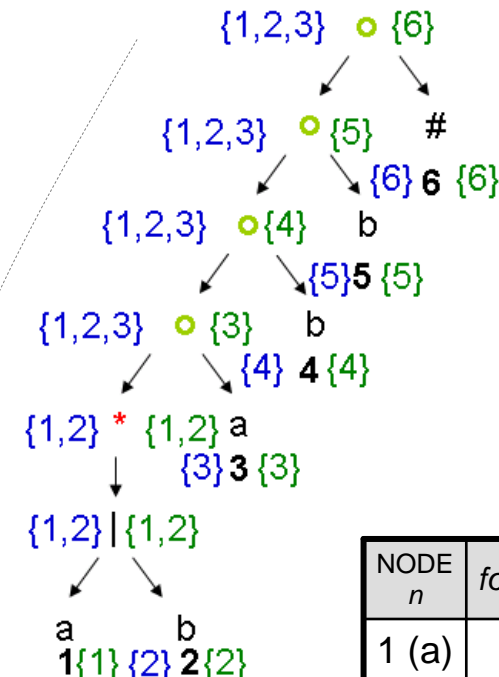 {1,2,3} {6}
{1,2,3} {5} #
{6} 6 {6}
{1,2,3} {4} b
{5} 5 {5}
{1,2,3} {3} b
{4} 4 {4}
{1,2} * {1,2} a
{3} 3 {3}
{1,2} | {1,2}
a b
1 {1} {2} 2 {2}
NODE
n fo
1 (a)